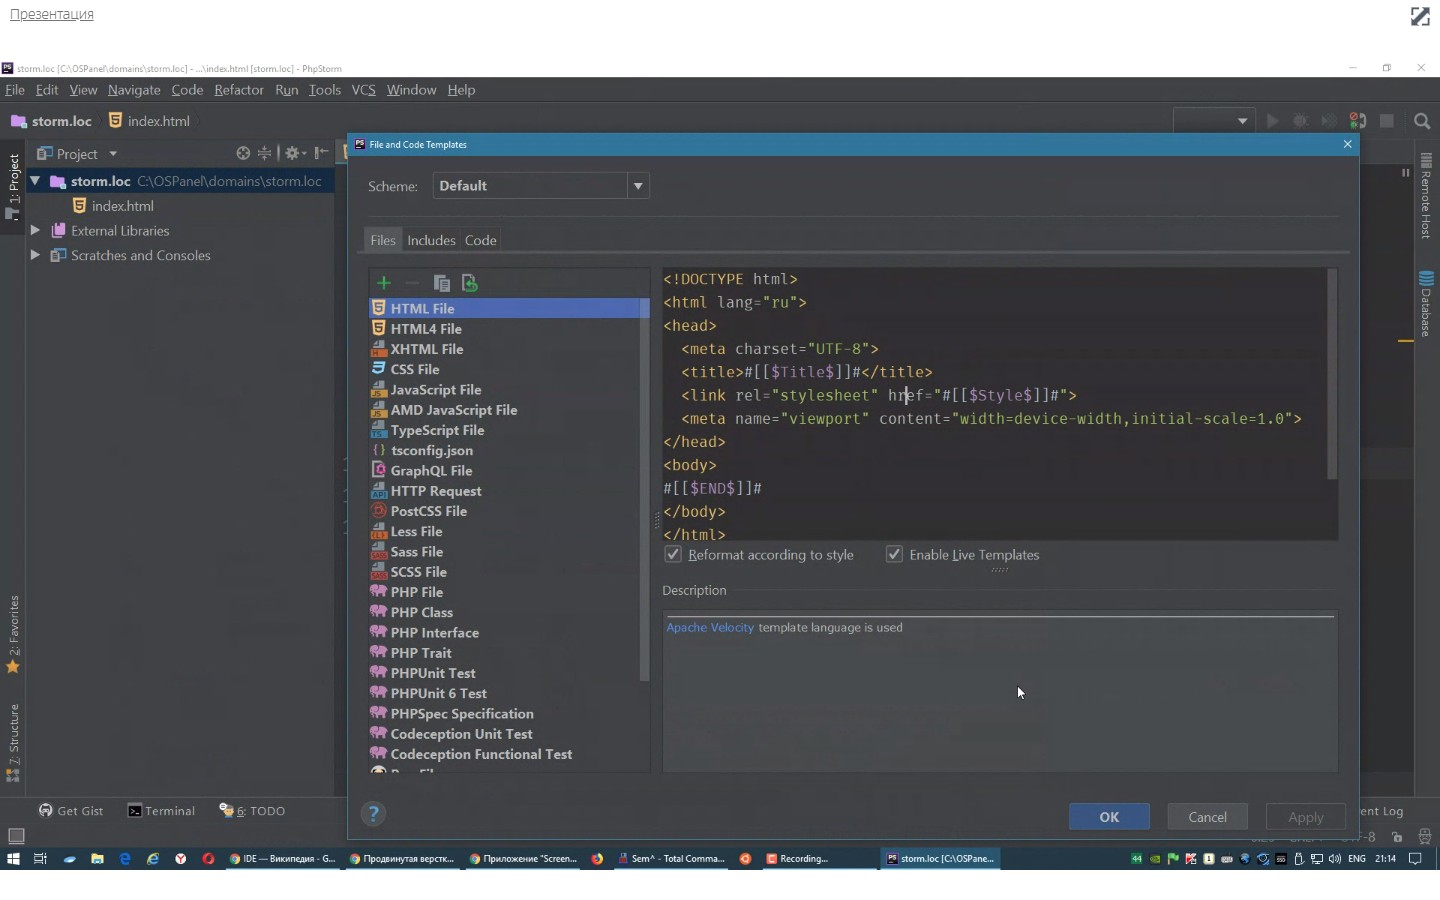 Презентация
storm.loc [C:\OSPanel\domains\storm.loc] - ...\index.html [storm.loc] - PhpStorm
File Edit View Navigate Code Refactor Run Tools VCS Window Help
storm.loc index.html
Project
1: Project
storm.loc C:\OSPanel\domains\storm.loc
index.html
External Libraries
Scratches and Consoles
2: Favorites
7: Structure
File and Code Templates
Scheme: Default
Files Includes Code
HTML File
HTML4 File
XHTML File
CSS File
JavaScript File
AMD JavaScript File
TypeScript File
tsconfig.json
GraphQL File
HTTP Request
PostCSS File
Less File
Sass File
SCSS File
PHP File
PHP Class
PHP Interface
PHP Trait
PHPUnit Test
PHPUnit 6 Test
PHPSpec Specification
Codeception Unit Test
Codeception Functional Test
<!DOCTYPE html>
<html lang="ru">
<head>
  <meta charset="UTF-8">
  <title>#[[$Title$]]#</title>
  <link rel="stylesheet" href="#[[$Style$]]#">
  <meta name="viewport" content="width=device-width,initial-scale=1.0">
</head>
<body>
#[[$END$]]#
</body>
</html>
Reformat according to style Enable Live Templates
Description
Apache Velocity template language is used
? OK Cancel Apply
Remote Host
Database
Get Gist Terminal 6: TODO ent Log
IDE — Википедия - G... Продвинутая верстк... Приложение "Screen... Sem^ - Total Comma... Recording... storm.loc [C:\OSPane... 44 ENG 21:14